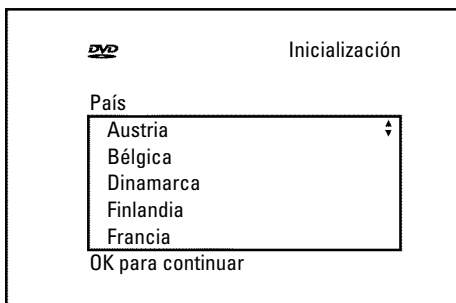 DVD
Inicialización
País
Austria
Bélgica
Dinamarca
Finlandia
Francia
OK para continuar